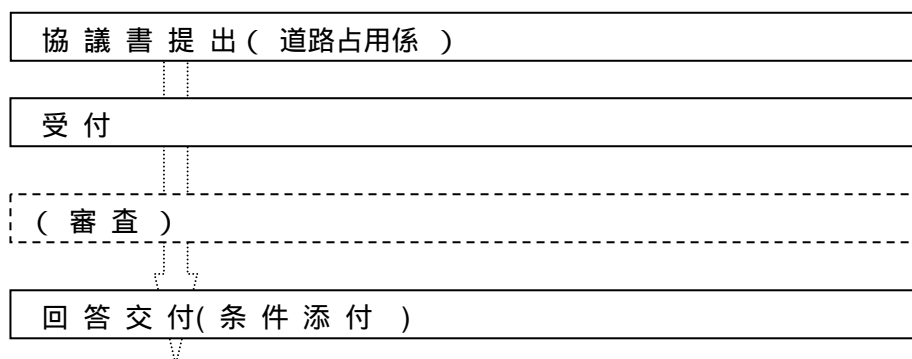 協 議 書 提 出 ( 道路占用係 )
受 付
( 審 査 )
回 答 交 付( 条 件 添 付 )